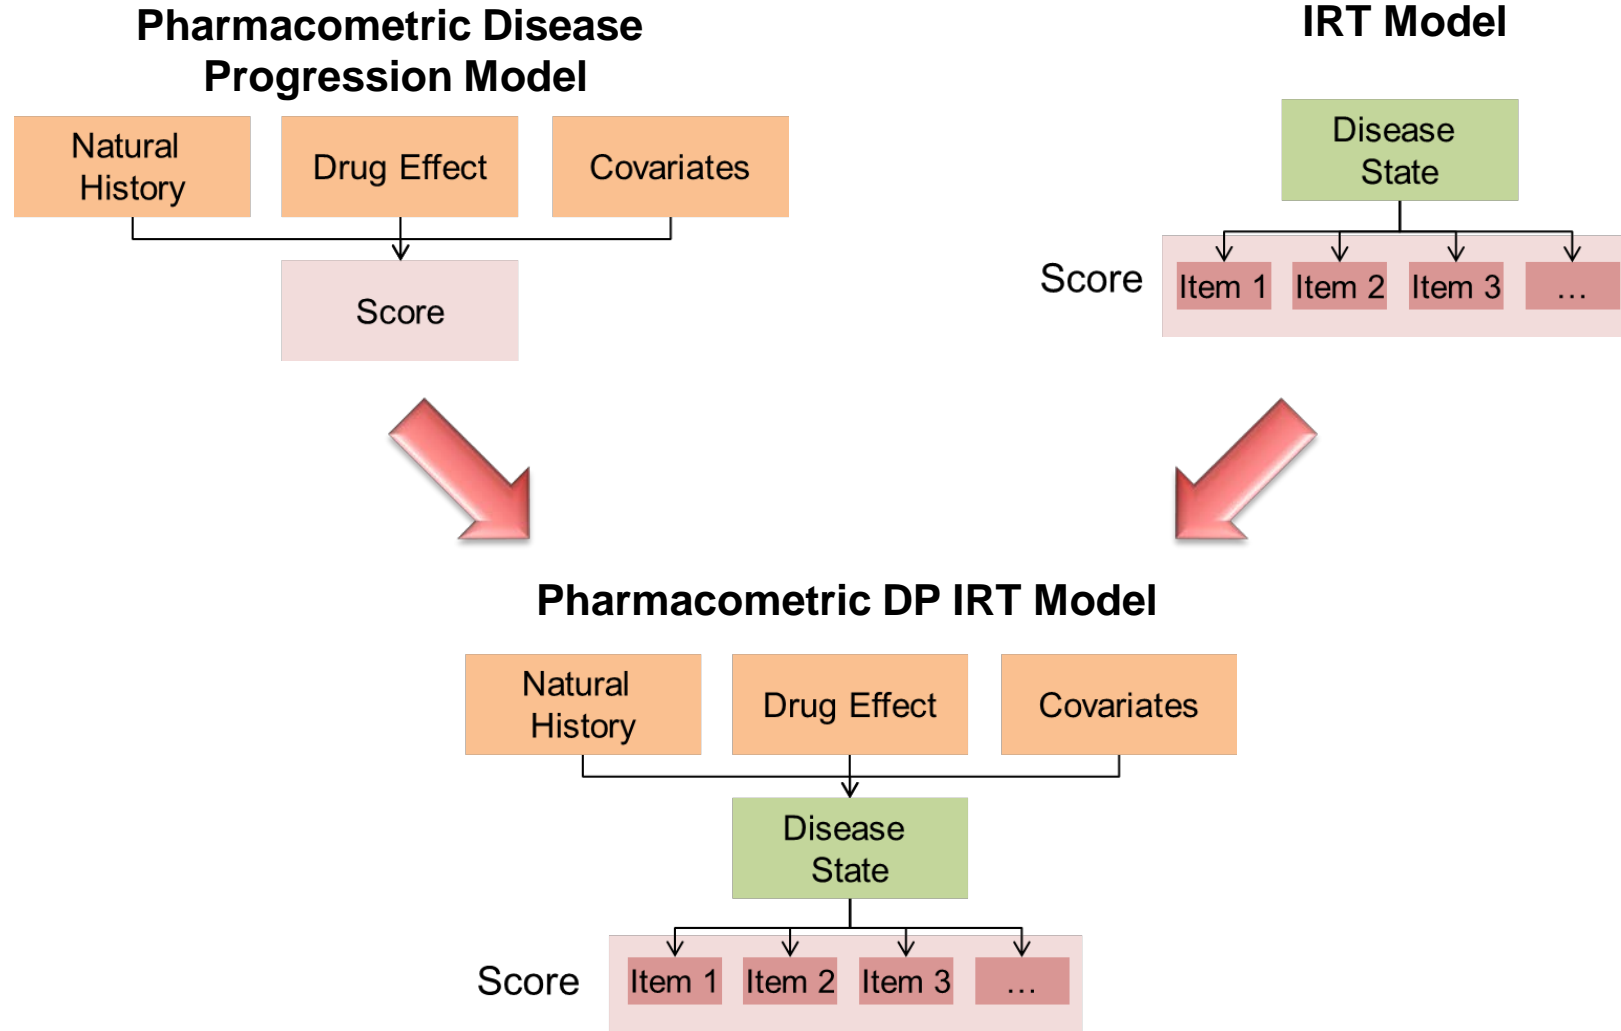 Pharmacometric Disease
Progression Model
Natural
History
Drug Effect
Covariates
Score
IRT Model
Disease
State
Score
Item 1
Item 2
Item 3
...
Pharmacometric DP IRT Model
Natural
History
Drug Effect
Covariates
Disease
State
Score
Item 1
Item 2
Item 3
...